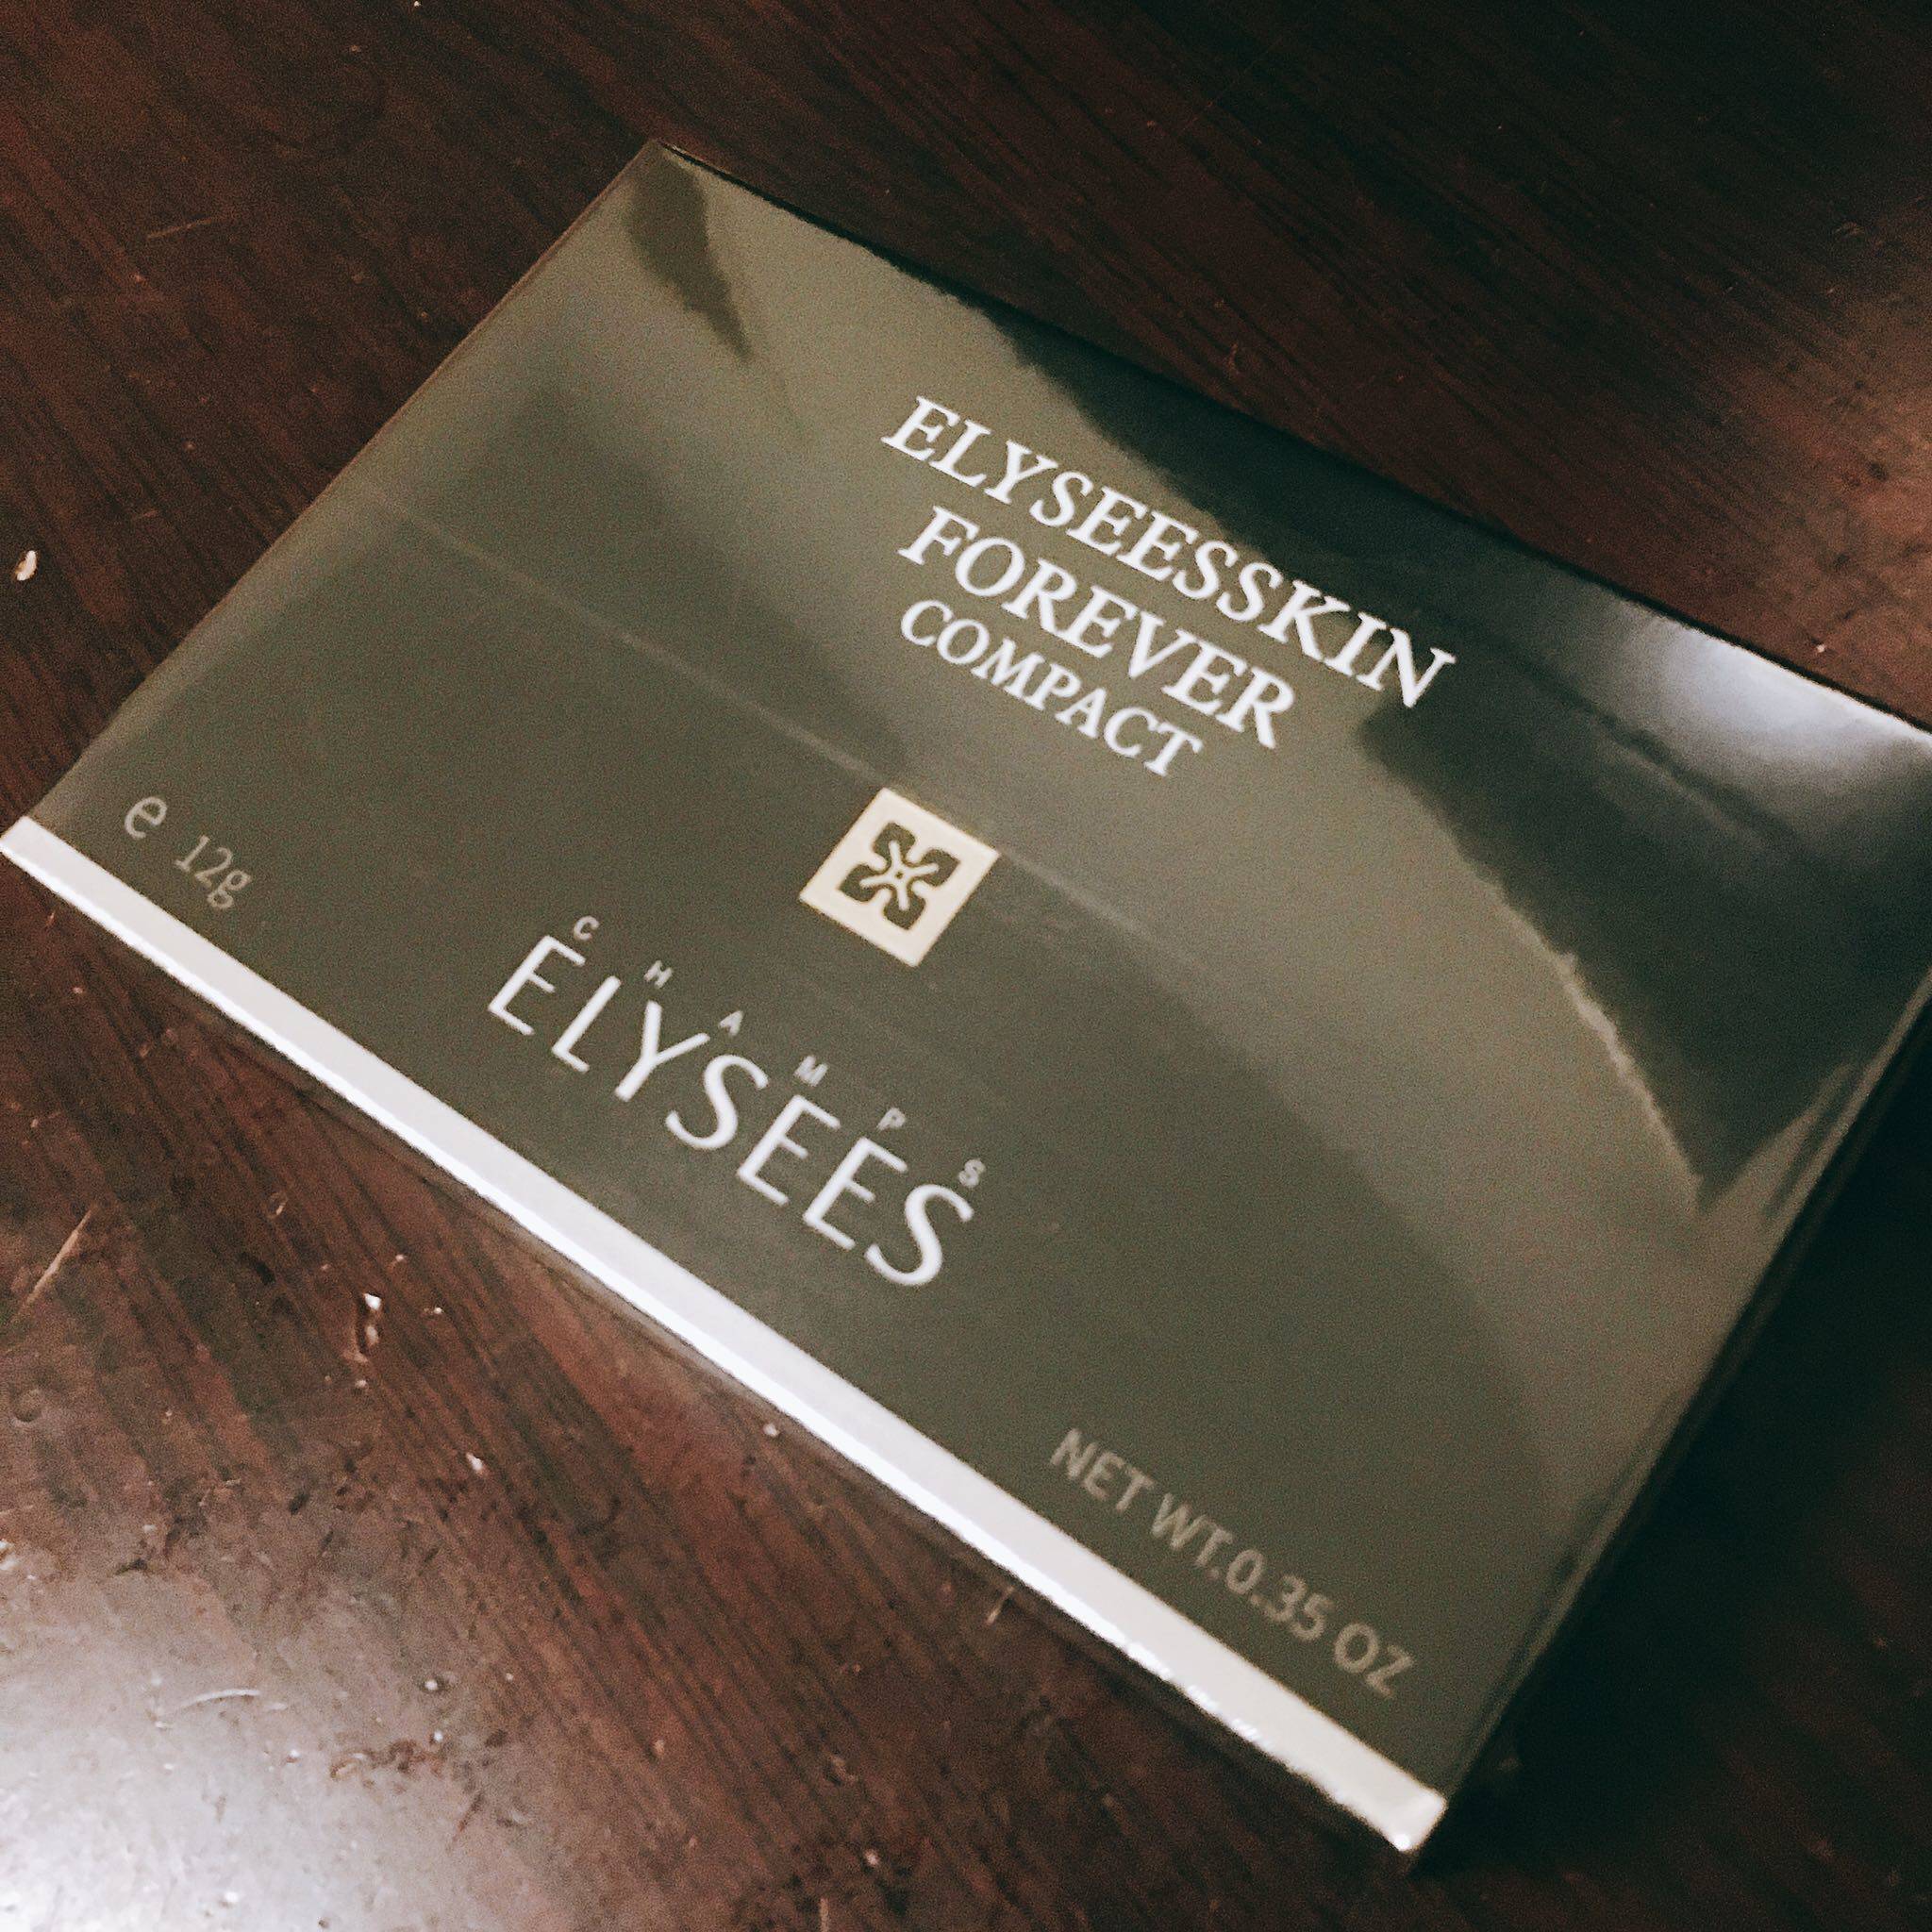 ELYSEESSKIN
FOREVER
COMPACT
CHAMPS
ELYSEES
e 12g
NET WT.0.35 OZ